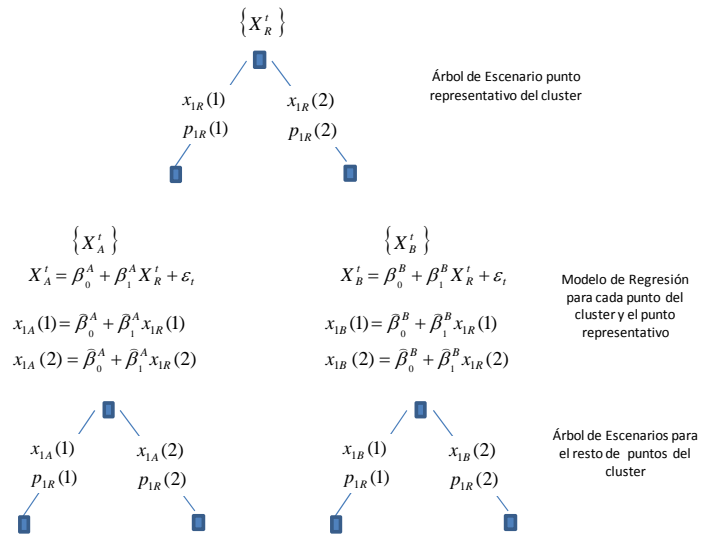 {X_R^t}
Árbol de Escenario punto
representativo del cluster
x_{1R}(1) x_{1R}(2)
p_{1R}(1) p_{1R}(2)
{X_A^t} {X_B^t}
X_A^t = β_0^A + β_1^A X_R^t + ε_t X_B^t = β_0^B + β_1^B X_R^t + ε_t
Modelo de Regresión
para cada punto del
cluster y el punto
representativo
x_{1A}(1) = β̂_0^A + β̂_1^A x_{1R}(1) x_{1B}(1) = β̂_0^B + β̂_1^B x_{1R}(1)
x_{1A}(2) = β̂_0^A + β̂_1^A x_{1R}(2) x_{1B}(2) = β̂_0^B + β̂_1^B x_{1R}(2)
Árbol de Escenarios para
el resto de puntos del
cluster
x_{1A}(1) x_{1A}(2) x_{1B}(1) x_{1B}(2)
p_{1R}(1) p_{1R}(2) p_{1R}(1) p_{1R}(2)